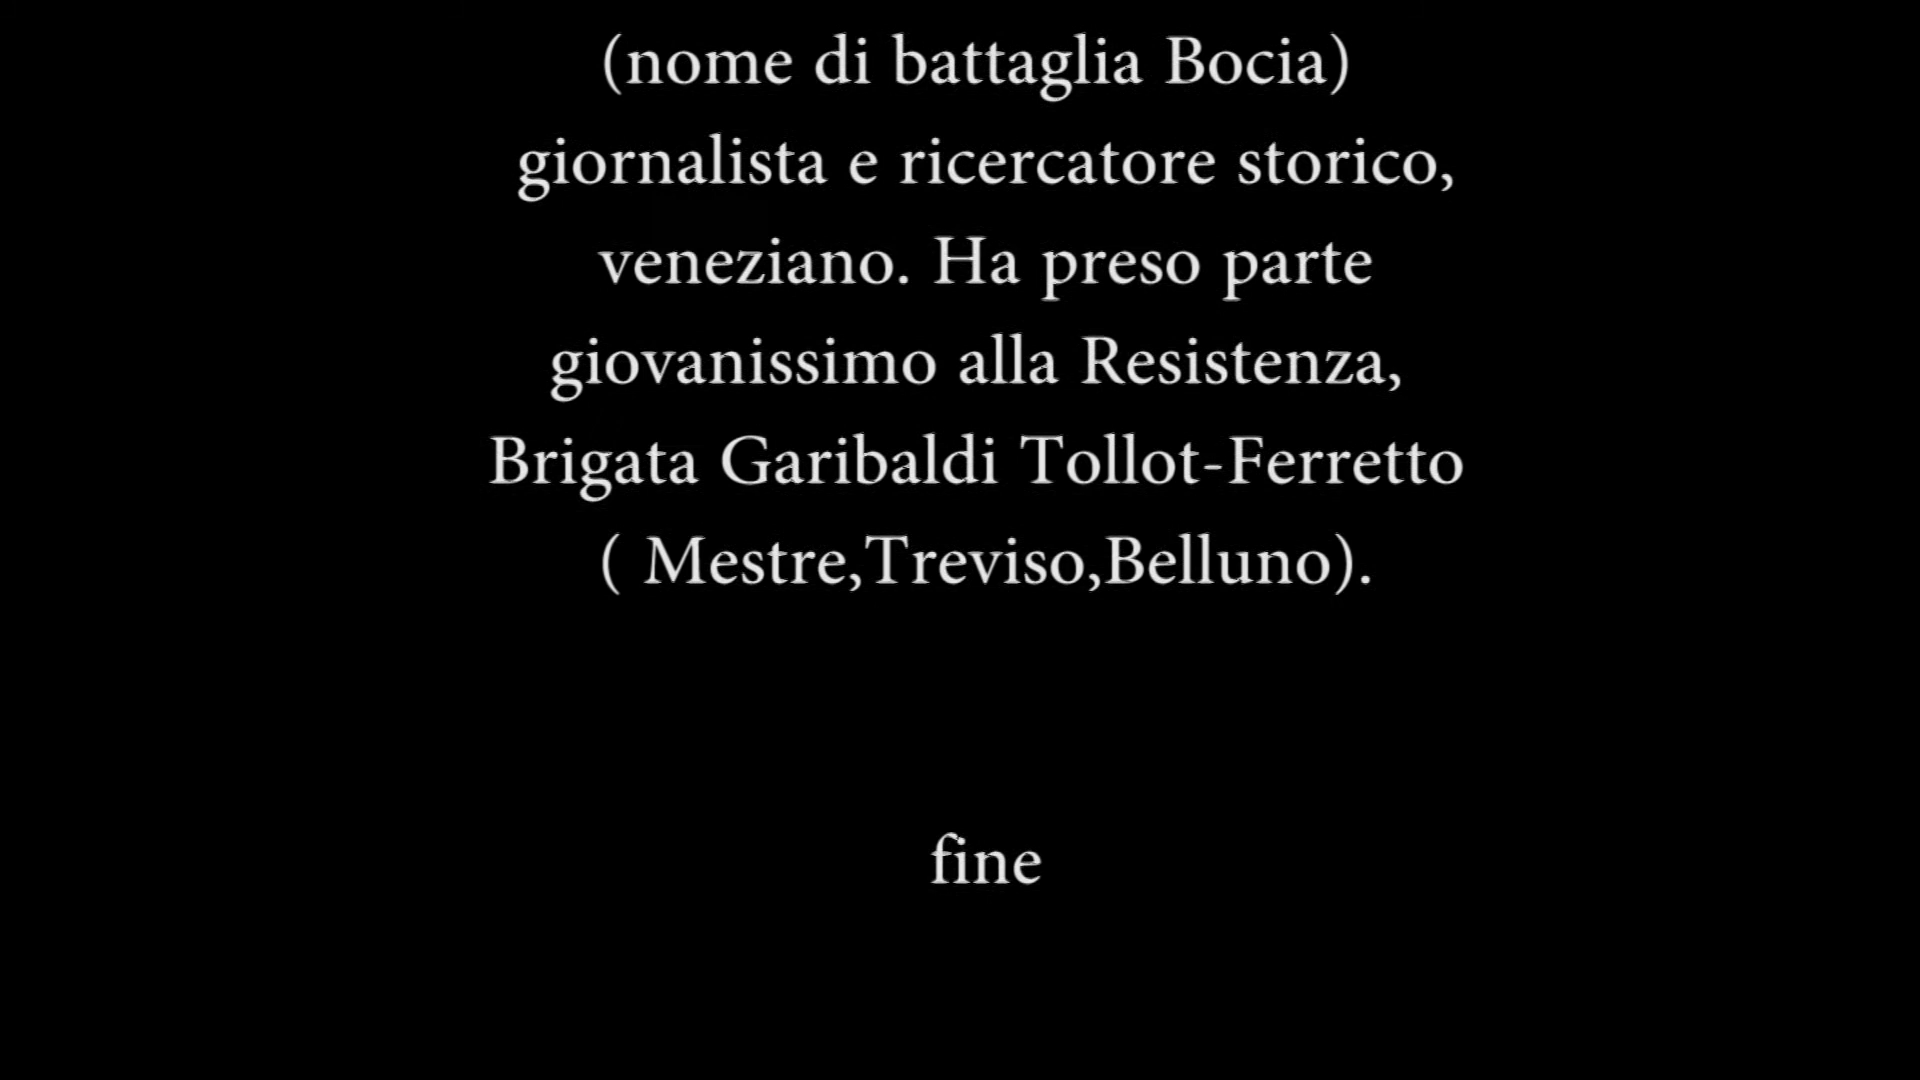 (nome di battaglia Bocia)
giornalista e ricercatore storico,
veneziano. Ha preso parte
giovanissimo alla Resistenza,
Brigata Garibaldi Tollot-Ferretto
( Mestre,Treviso,Belluno).
fine